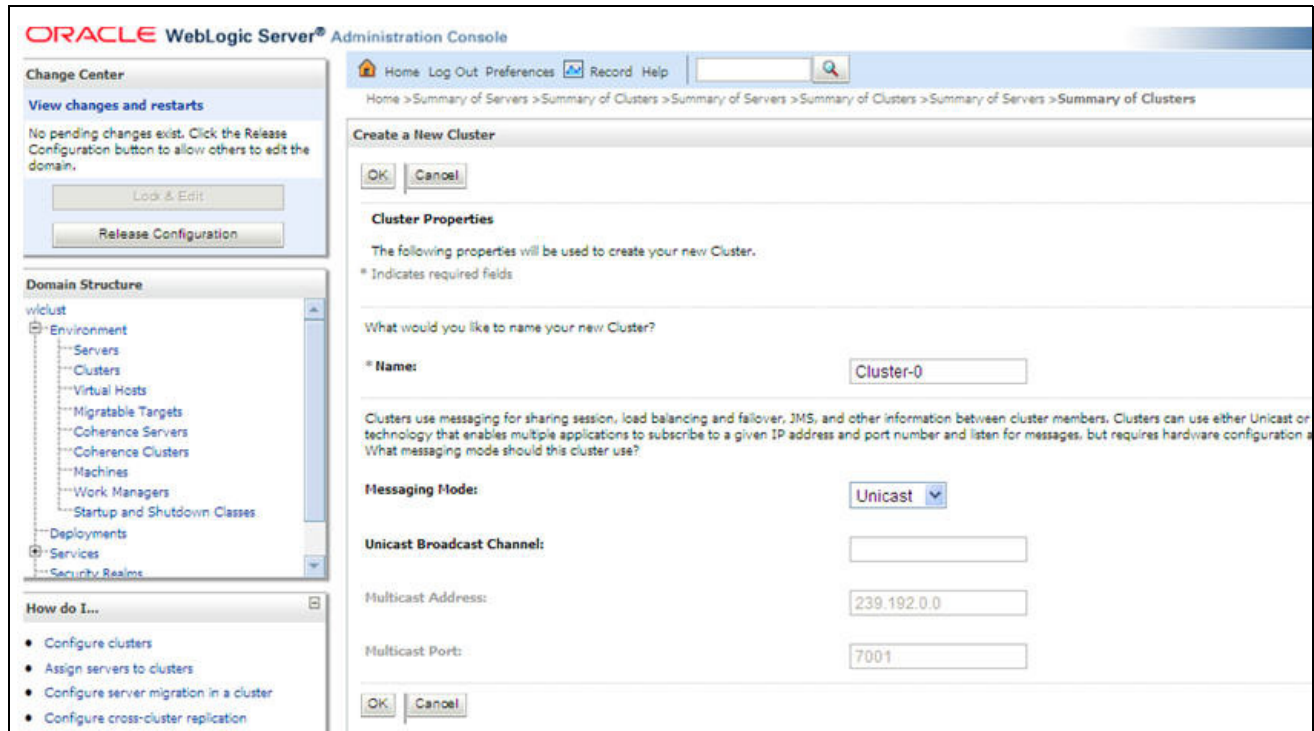 ORACLE WebLogic Server® Administration Console
Change Center
View changes and restarts
No pending changes exist. Click the Release
Configuration button to allow others to edit the
domain.
Lock & Edit
Release Configuration
Domain Structure
wlclust
Environment
Servers
Clusters
Virtual Hosts
Migratable Targets
Coherence Servers
Coherence Clusters
Machines
Work Managers
Startup and Shutdown Classes
Deployments
Services
Security Realms
How do I...
Configure clusters
Assign servers to clusters
Configure server migration in a cluster
Configure cross-cluster replication
Home Log Out Preferences Record Help
Home >Summary of Servers >Summary of Clusters >Summary of Servers >Summary of Clusters >Summary of Servers >Summary of Clusters
Create a New Cluster
OK Cancel
Cluster Properties
The following properties will be used to create your new Cluster.
* Indicates required fields
What would you like to name your new Cluster?
* Name: Cluster-0
Clusters use messaging for sharing session, load balancing and failover, JMS, and other information between cluster members. Clusters can use either Unicast or
technology that enables multiple applications to subscribe to a given IP address and port number and listen for messages, but requires hardware configuration a
What messaging mode should this cluster use?
Messaging Mode: Unicast
Unicast Broadcast Channel:
Multicast Address: 239.192.0.0
Multicast Port: 7001
OK Cancel